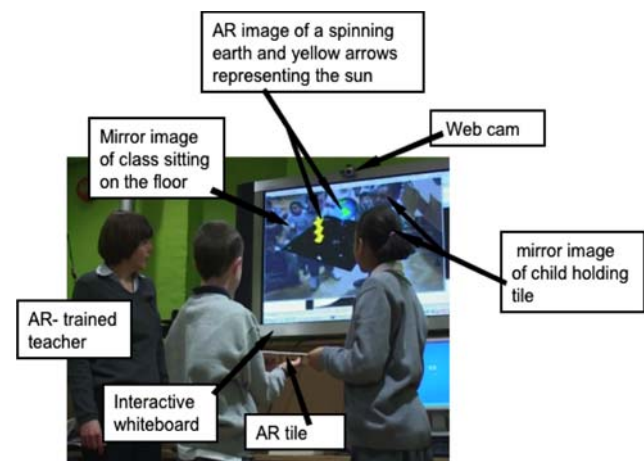 AR image of a spinning
earth and yellow arrows
representing the sun
Web cam
Mirror image
of class sitting
on the floor
mirror image
of child holding
tile
AR- trained
teacher
Interactive
whiteboard
AR tile